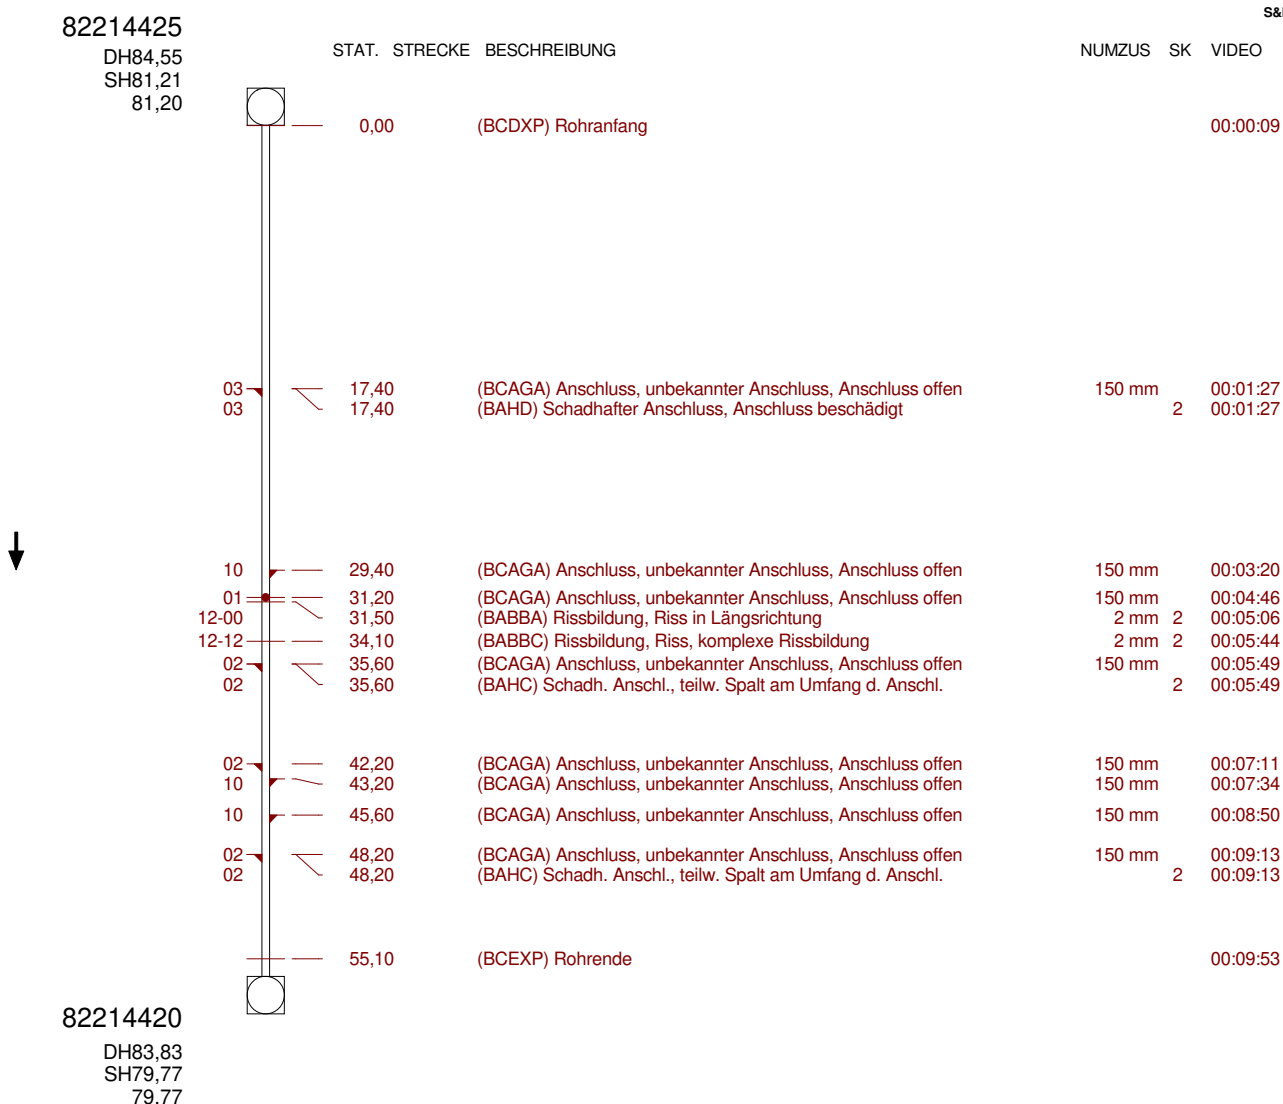 S&
82214425
DH84,55
SH81,21
81,20
STAT. STRECKE BESCHREIBUNG NUMZUS SK VIDEO
0,00 (BCDXP) Rohranfang 00:00:09
03 17,40 (BCAGA) Anschluss, unbekannter Anschluss, Anschluss offen 150 mm 00:01:27
03 17,40 (BAHD) Schadhafter Anschluss, Anschluss beschädigt 2 00:01:27
10 29,40 (BCAGA) Anschluss, unbekannter Anschluss, Anschluss offen 150 mm 00:03:20
01 31,20 (BCAGA) Anschluss, unbekannter Anschluss, Anschluss offen 150 mm 00:04:46
12-00 31,50 (BABBA) Rissbildung, Riss in Längsrichtung 2 mm 2 00:05:06
12-12 34,10 (BABBC) Rissbildung, Riss, komplexe Rissbildung 2 mm 2 00:05:44
02 35,60 (BCAGA) Anschluss, unbekannter Anschluss, Anschluss offen 150 mm 00:05:49
02 35,60 (BAHC) Schadh. Anschl., teilw. Spalt am Umfang d. Anschl. 2 00:05:49
02 42,20 (BCAGA) Anschluss, unbekannter Anschluss, Anschluss offen 150 mm 00:07:11
10 43,20 (BCAGA) Anschluss, unbekannter Anschluss, Anschluss offen 150 mm 00:07:34
10 45,60 (BCAGA) Anschluss, unbekannter Anschluss, Anschluss offen 150 mm 00:08:50
02 48,20 (BCAGA) Anschluss, unbekannter Anschluss, Anschluss offen 150 mm 00:09:13
02 48,20 (BAHC) Schadh. Anschl., teilw. Spalt am Umfang d. Anschl. 2 00:09:13
55,10 (BCEXP) Rohrende 00:09:53
82214420
DH83,83
SH79,77
79,77